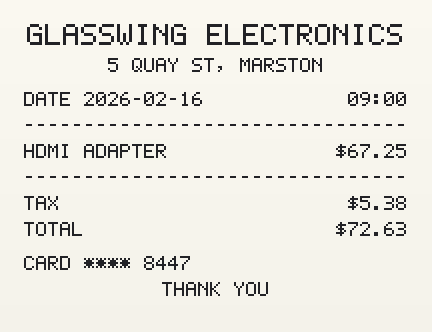 GLASSWING ELECTRONICS
5 QUAY ST, MARSTON
DATE 2026-02-16 09:00
--------------------------------
HDMI ADAPTER $67.25
--------------------------------
TAX $5.38
TOTAL $72.63
CARD **** 8447
THANK YOU